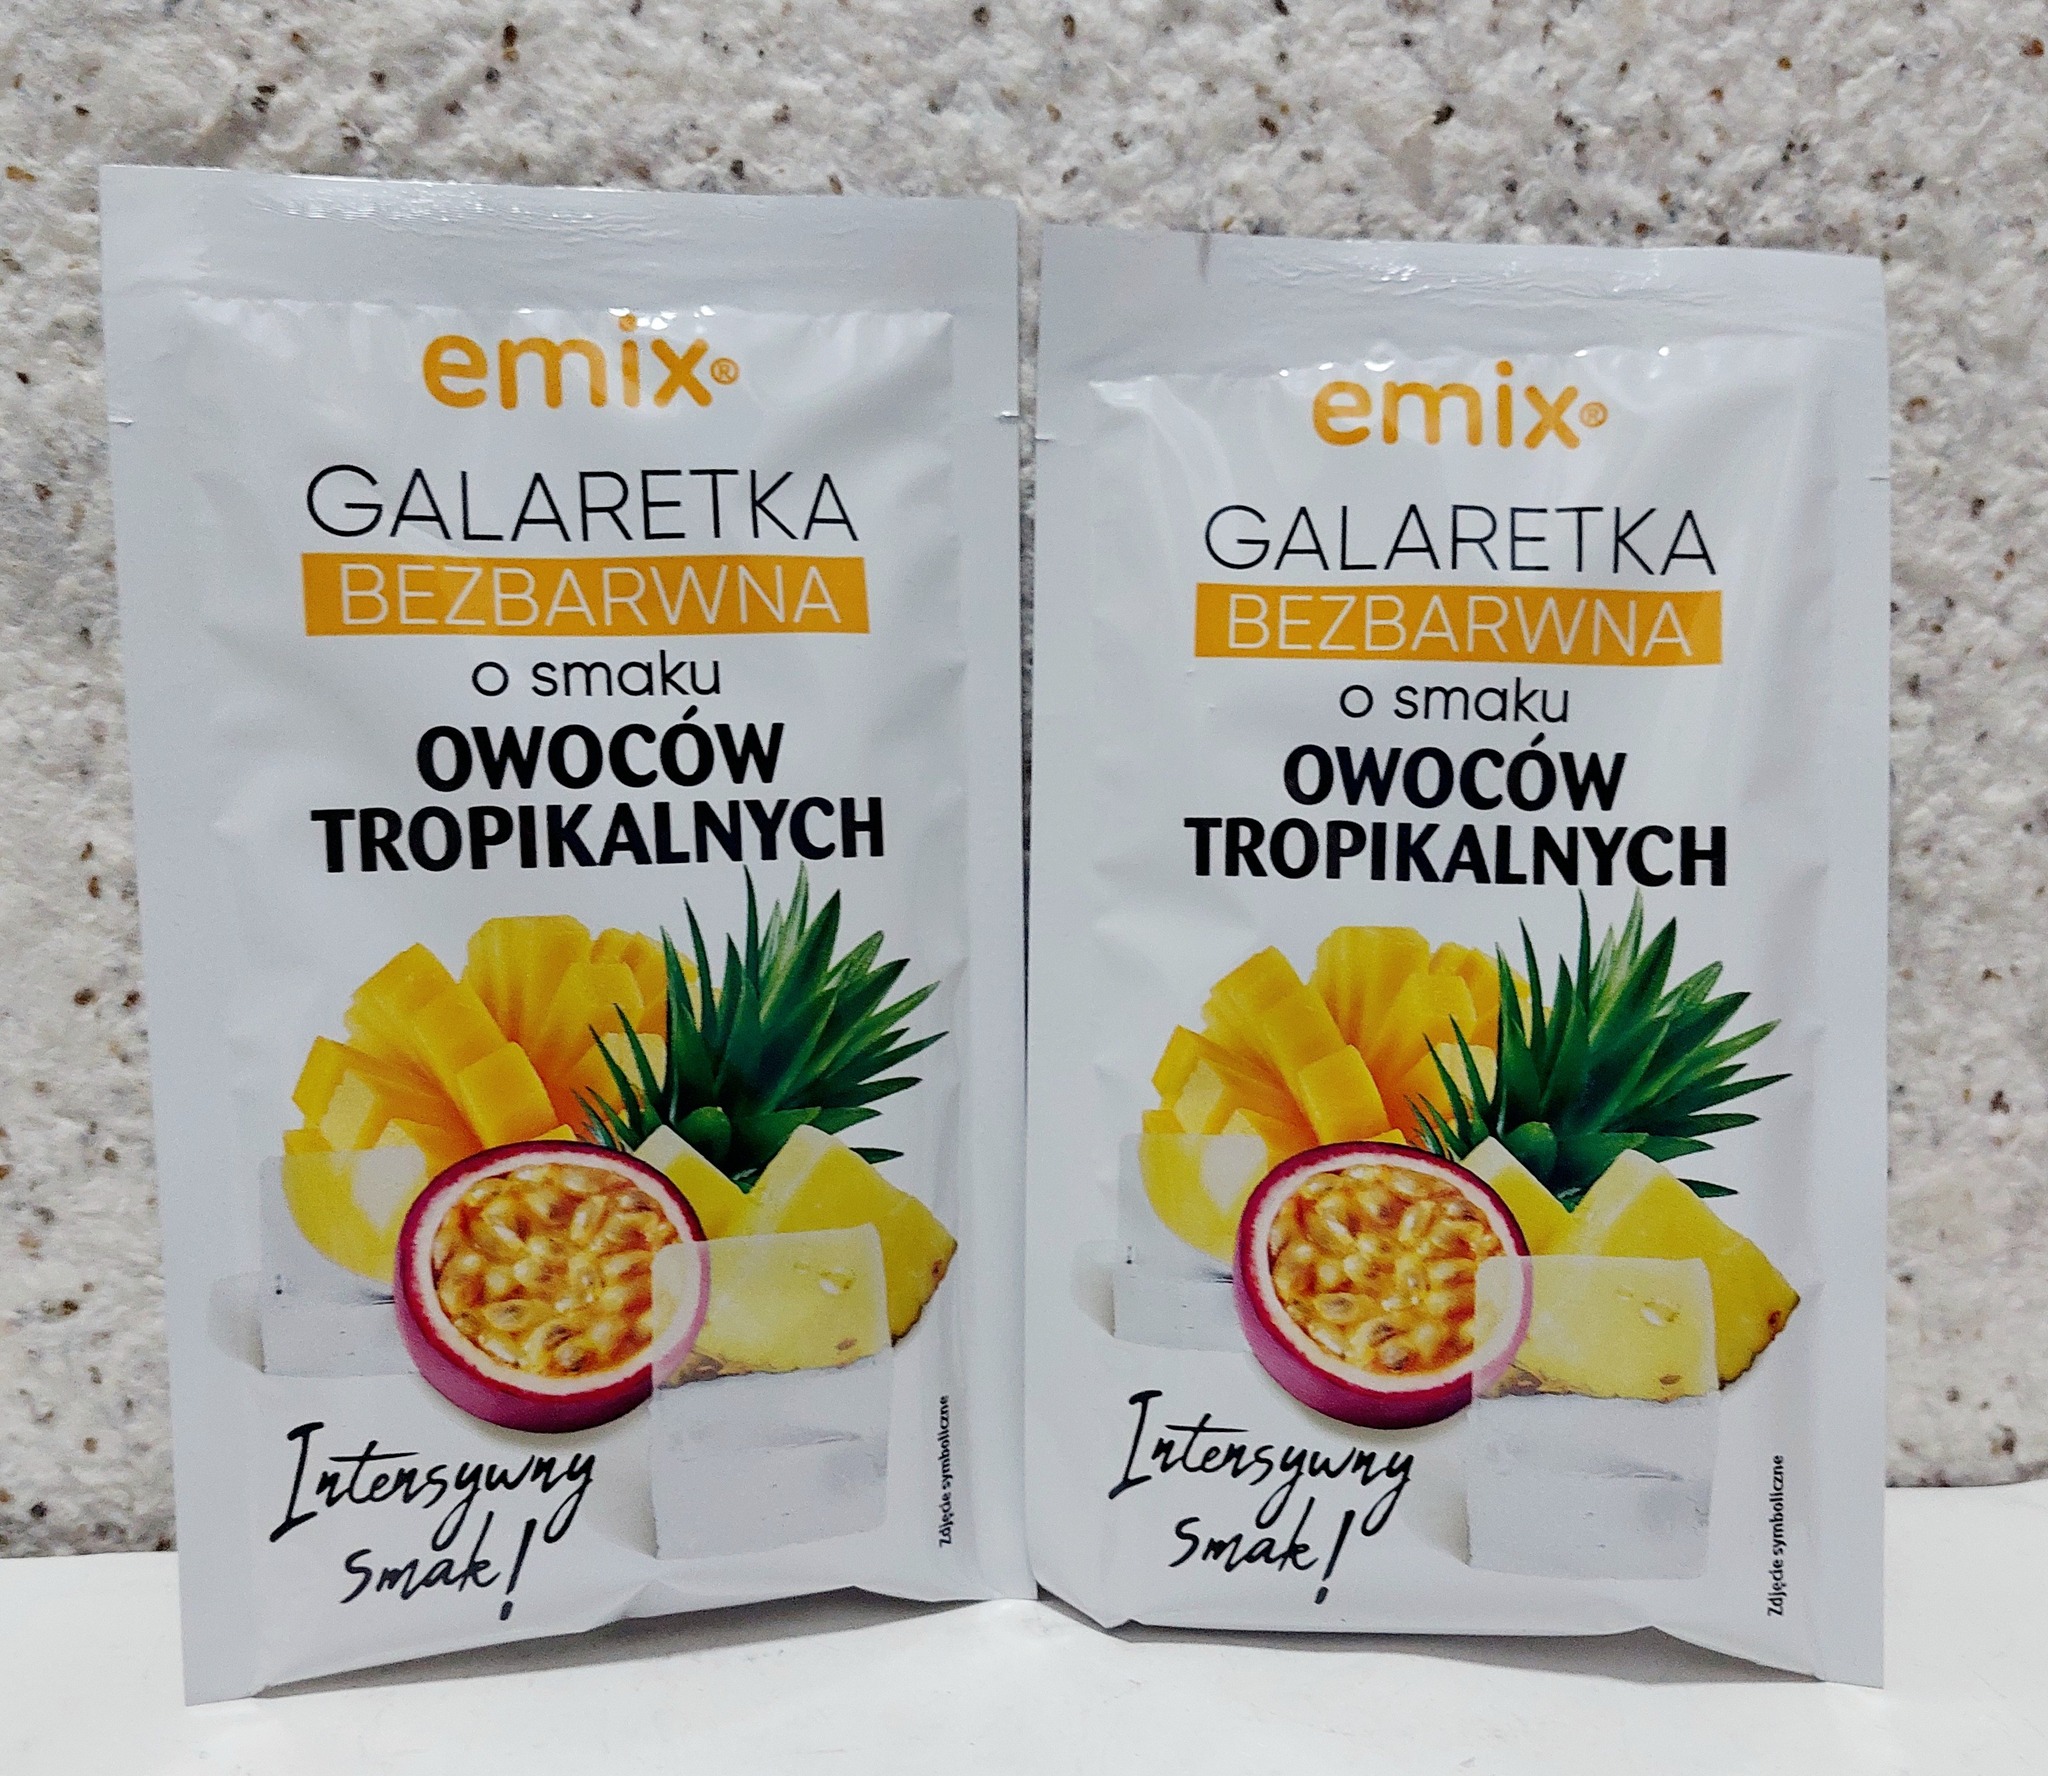 emix®
GALARETKA
BEZBARWNA
o smaku
OWOCÓW
TROPIKALNYCH
Intensywny
smak!
Zdjęcie symboliczne
emix®
GALARETKA
BEZBARWNA
o smaku
OWOCÓW
TROPIKALNYCH
Intensywny
smak!
Zdjęcie symboliczne